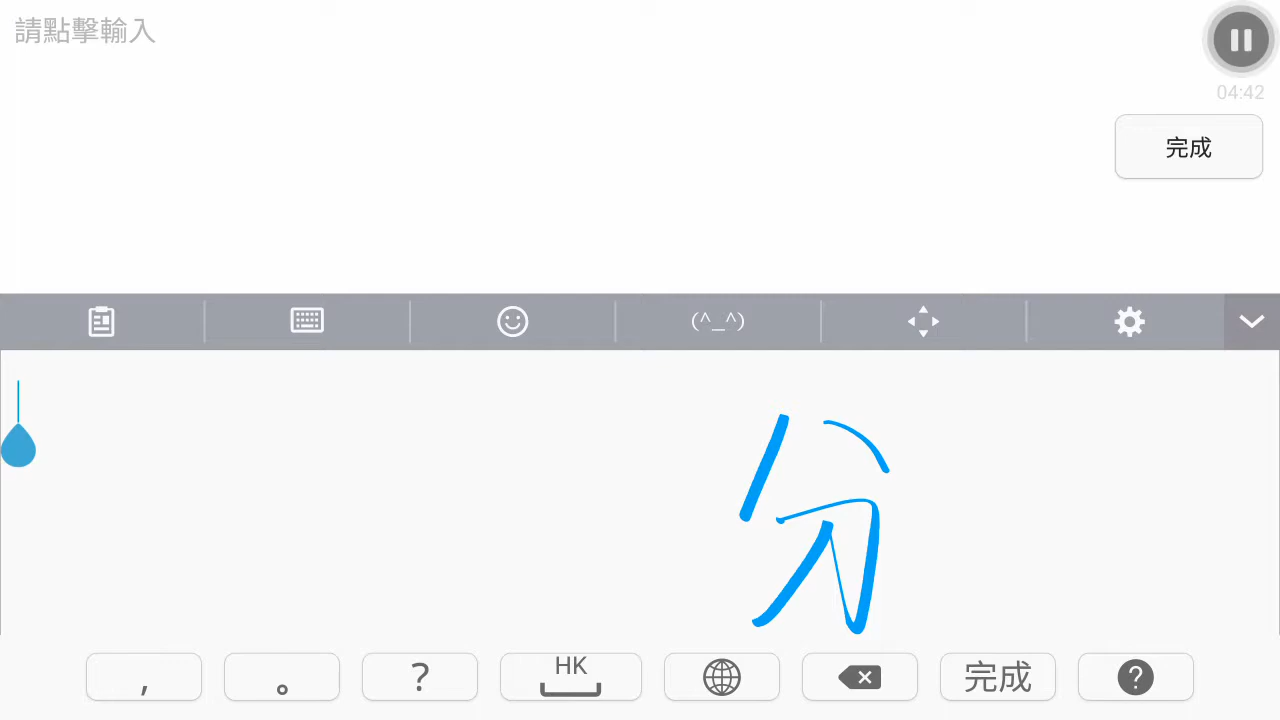 請點擊輸入
04:42
完成
(^_^)
分
, 。 ? HK 完成 ?